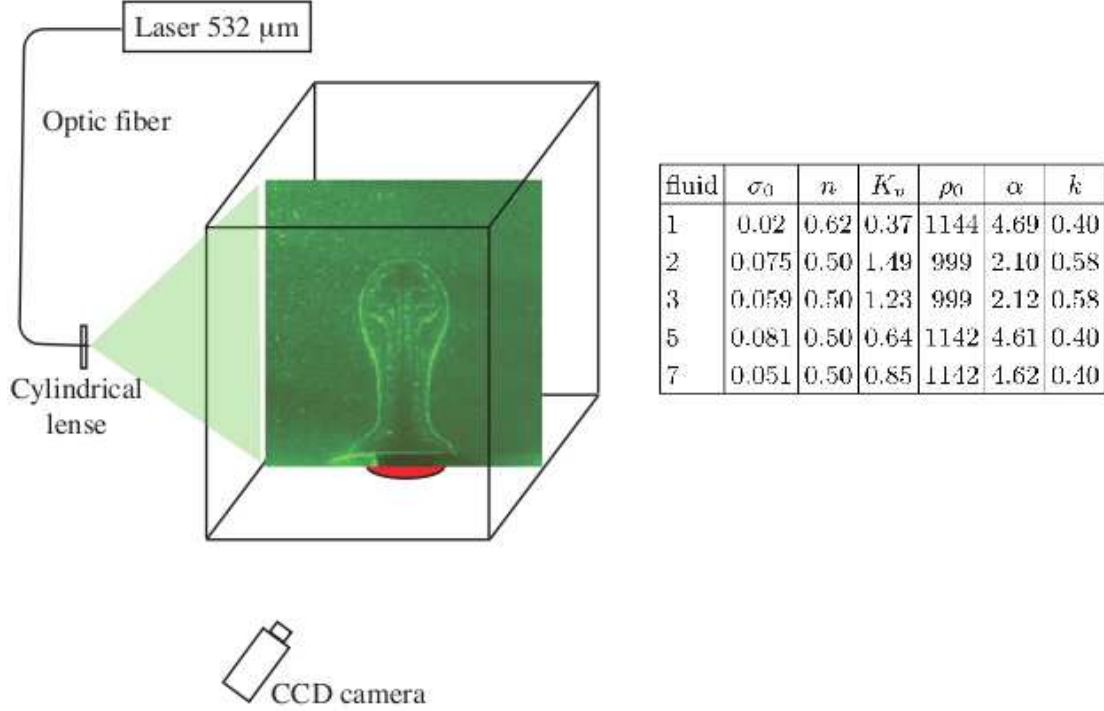 Laser 532 μm
Optic fiber
Cylindrical
lense
CCD camera
fluid σ₀ n Kᵥ ρ₀ α k
1 0.02 0.62 0.37 1144 4.69 0.40
2 0.075 0.50 1.49 999 2.10 0.58
3 0.059 0.50 1.23 999 2.12 0.58
5 0.081 0.50 0.64 1142 4.61 0.40
7 0.051 0.50 0.85 1142 4.62 0.40